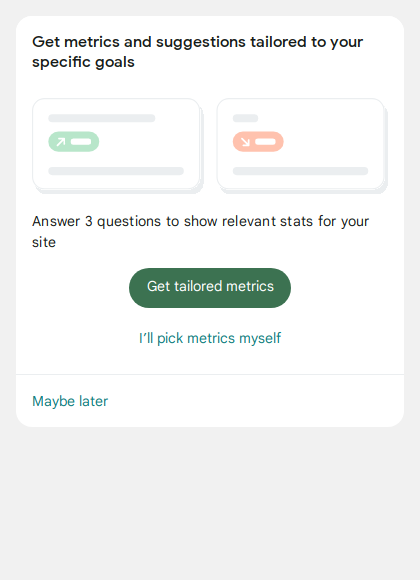 Get metrics and suggestions tailored to your
specific goals
Answer 3 questions to show relevant stats for your
site
Get tailored metrics
I’ll pick metrics myself
Maybe later